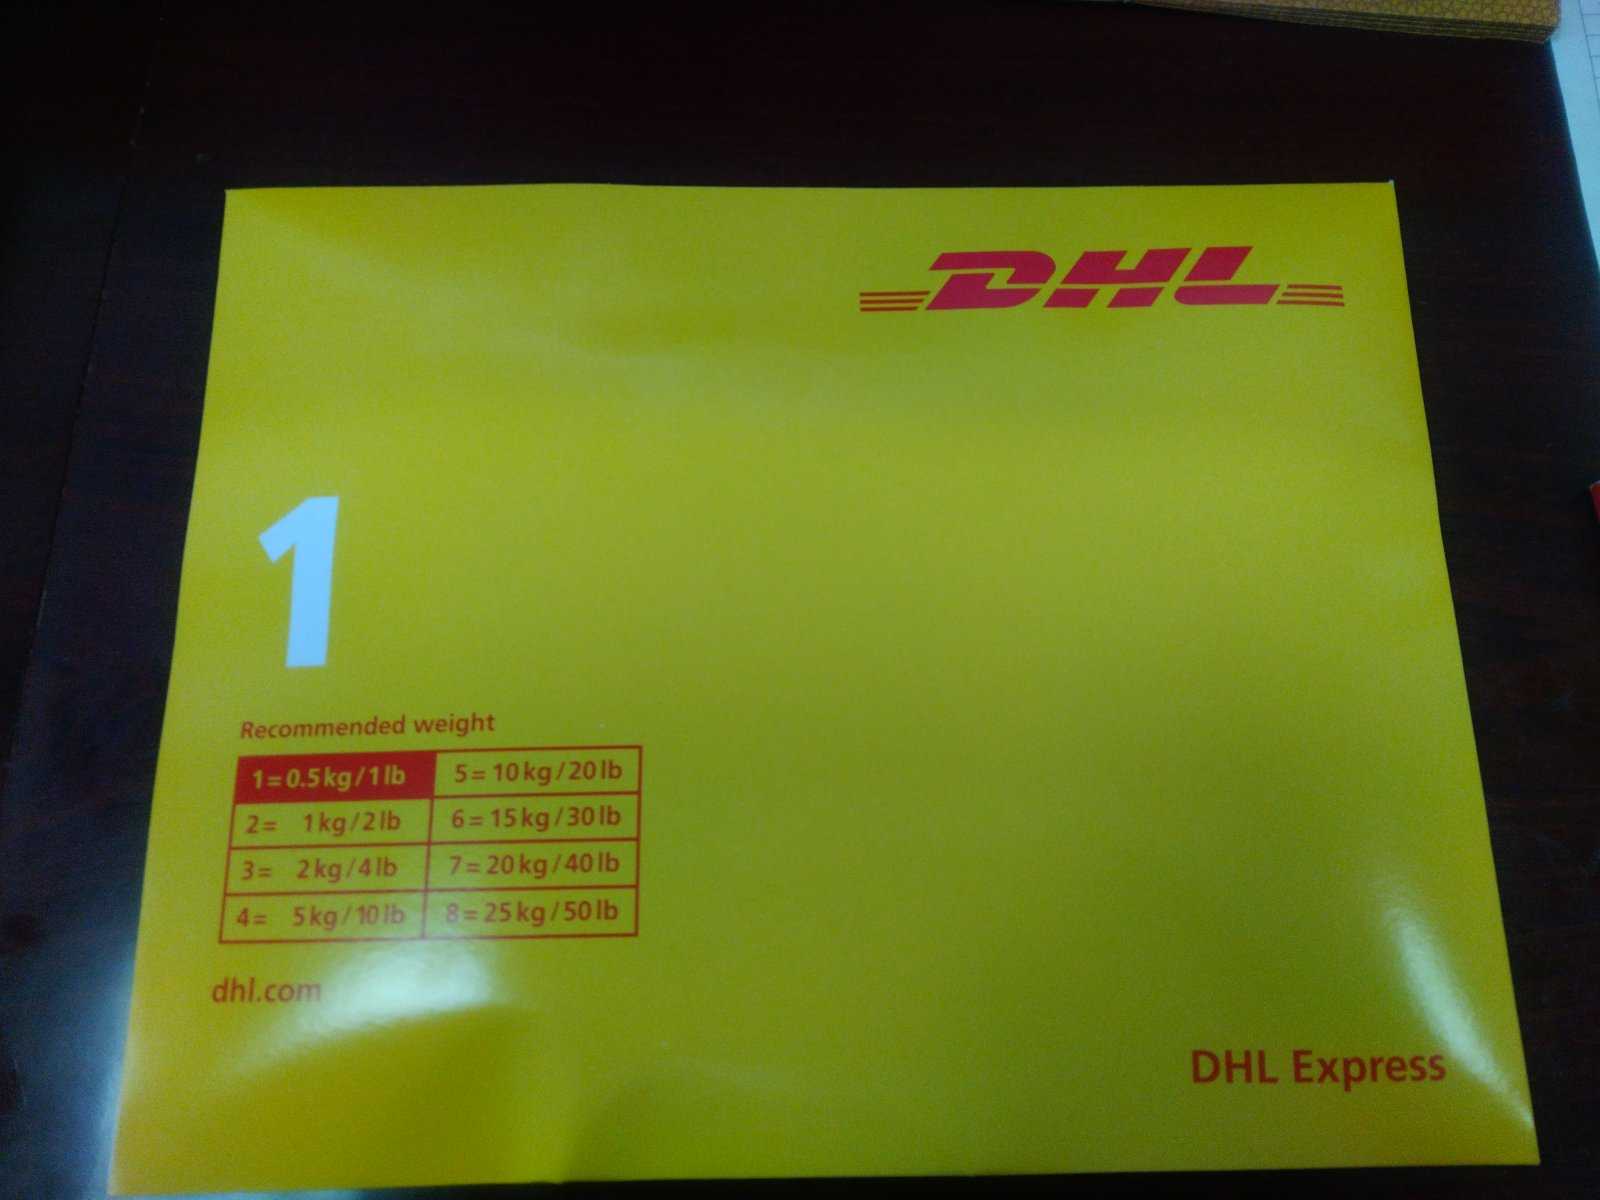 DHL
1
Recommended weight
1=0.5kg/1lb 5=10kg/20lb
2= 1kg/2lb 6=15kg/30lb
3= 2kg/4lb 7=20kg/40lb
4= 5kg/10lb 8=25kg/50lb
dhl.com
DHL Express